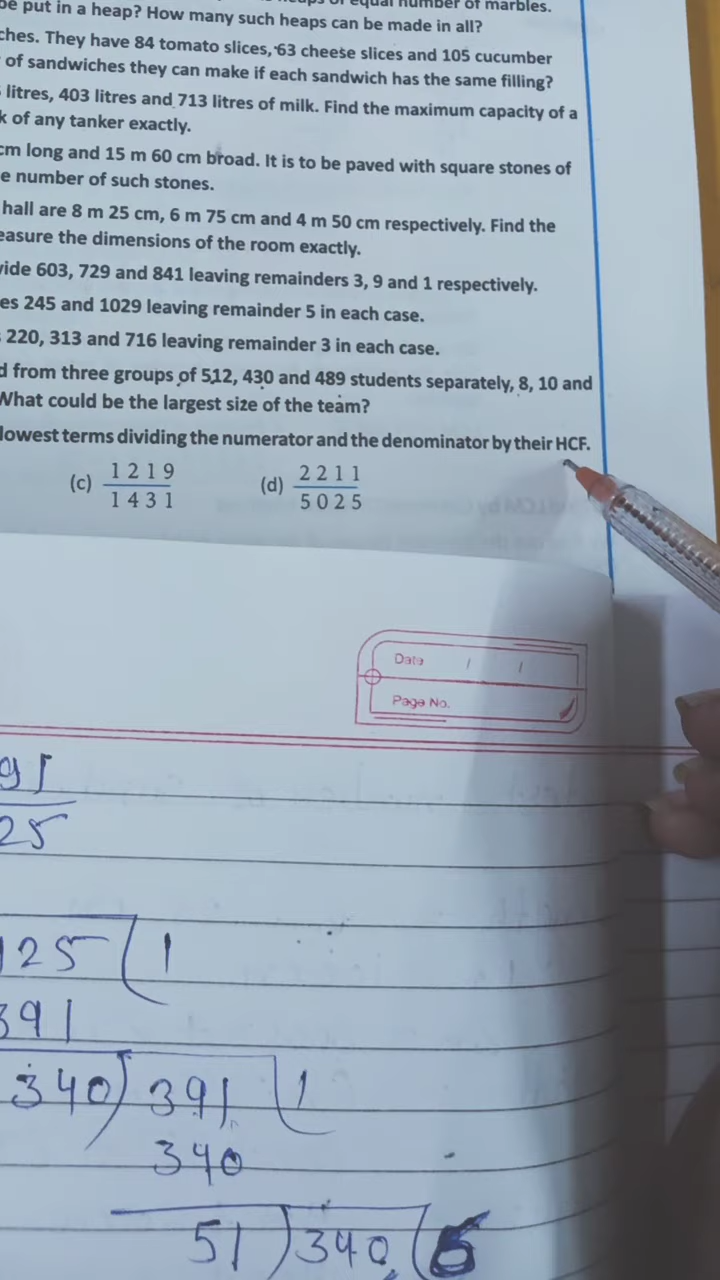 be put in a heap? How many such heaps can be made in all?
ches. They have 84 tomato slices, 63 cheese slices and 105 cucumber
of sandwiches they can make if each sandwich has the same filling?
litres, 403 litres and 713 litres of milk. Find the maximum capacity of a
k of any tanker exactly.
cm long and 15 m 60 cm broad. It is to be paved with square stones of
e number of such stones.
hall are 8 m 25 cm, 6 m 75 cm and 4 m 50 cm respectively. Find the
easure the dimensions of the room exactly.
vide 603, 729 and 841 leaving remainders 3, 9 and 1 respectively.
es 245 and 1029 leaving remainder 5 in each case.
220, 313 and 716 leaving remainder 3 in each case.
d from three groups of 512, 430 and 489 students separately, 8, 10 and
What could be the largest size of the team?
lowest terms dividing the numerator and the denominator by their HCF.
(c) 1219/1431 (d) 2211/5025
Date / /
Page No.
91
25
125 ( 1
391
340 ) 391 ( 1
340
51 ) 340 ( 6